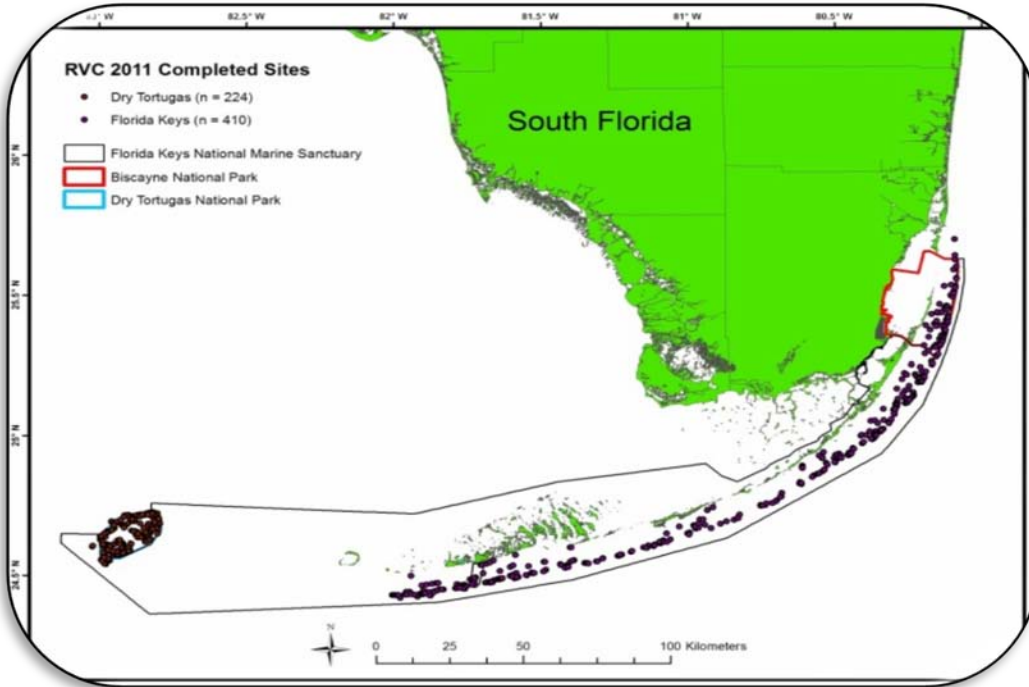 82.5° W 82° W 81.5° W 81° W 80.5° W
RVC 2011 Completed Sites
Dry Tortugas (n = 224)
Florida Keys (n = 410)
Florida Keys National Marine Sanctuary
Biscayne National Park
Dry Tortugas National Park
South Florida
26° N
25.5° N
25° N
24.5° N
N
0 25 50 100 Kilometers